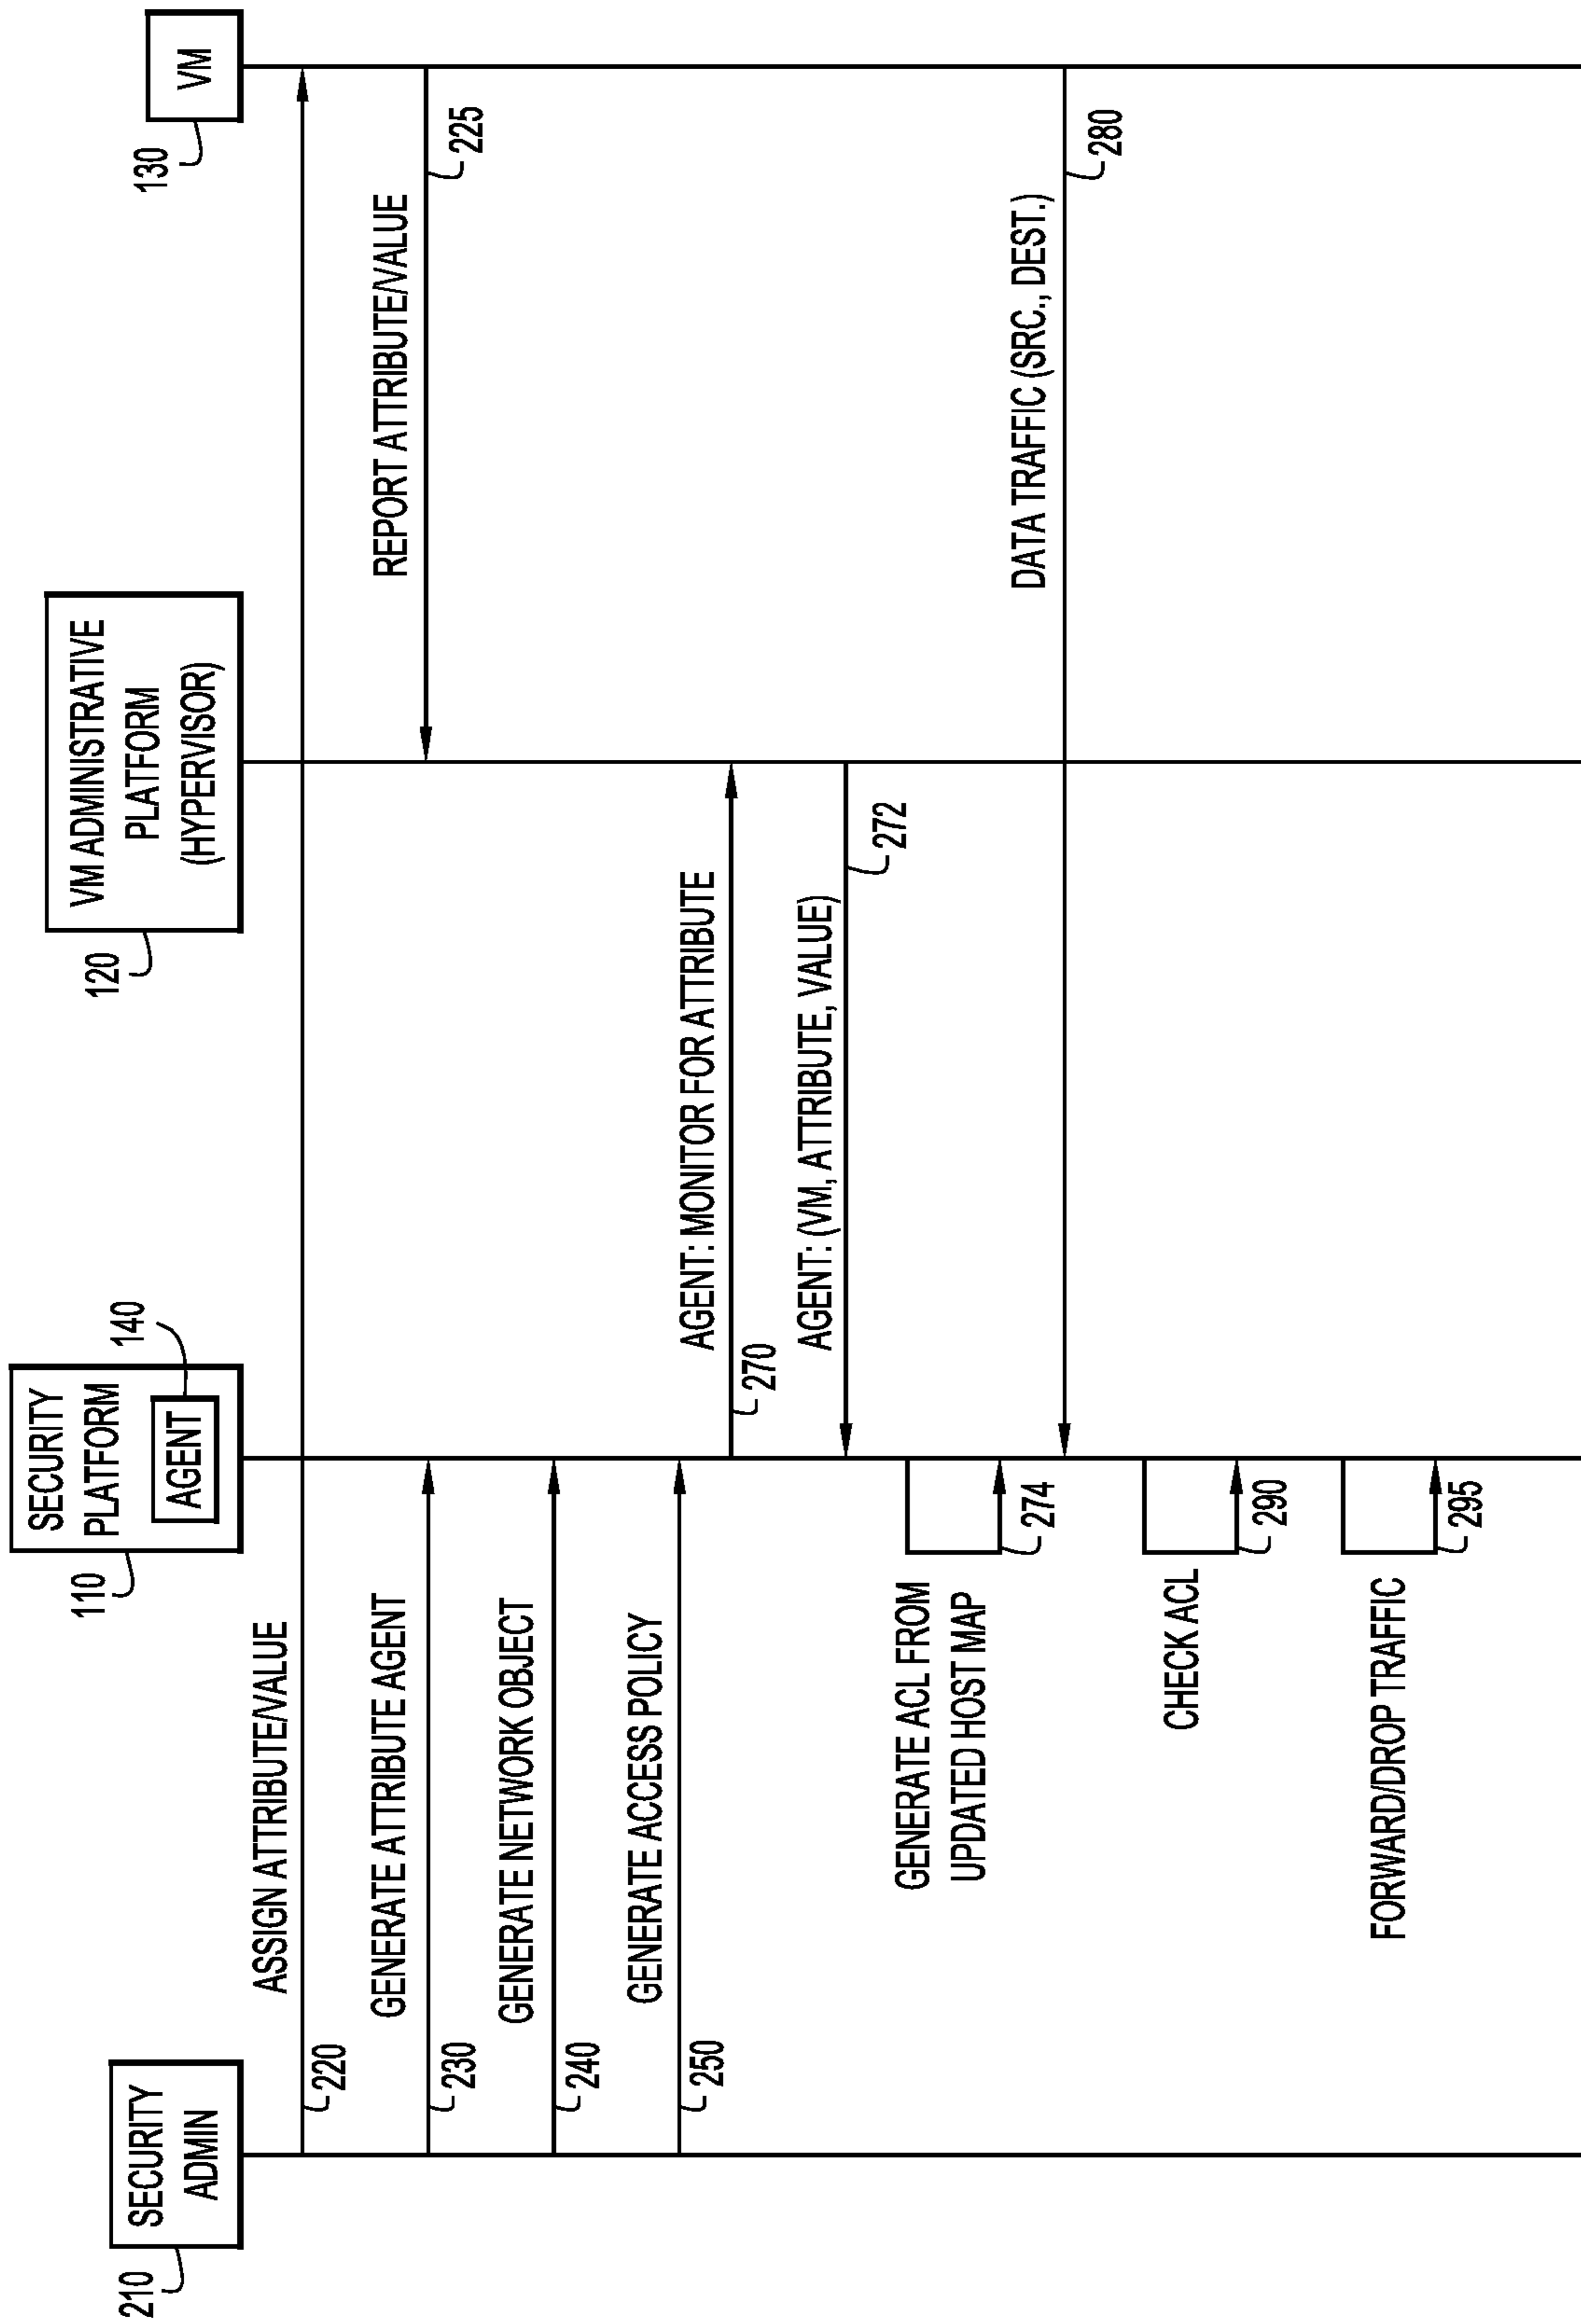 210
SECURITY
ADMIN
110
SECURITY
PLATFORM
AGENT
140
120
VM ADMINISTRATIVE
PLATFORM
(HYPERVISOR)
130
VM
ASSIGN ATTRIBUTE/VALUE
220
REPORT ATTRIBUTE/VALUE
225
GENERATE ATTRIBUTE AGENT
230
GENERATE NETWORK OBJECT
240
GENERATE ACCESS POLICY
250
AGENT: MONITOR FOR ATTRIBUTE
270
AGENT: (VM, ATTRIBUTE, VALUE)
272
GENERATE ACL FROM
UPDATED HOST MAP
274
DATA TRAFFIC (SRC., DEST.)
280
CHECK ACL
290
FORWARD/DROP TRAFFIC
295